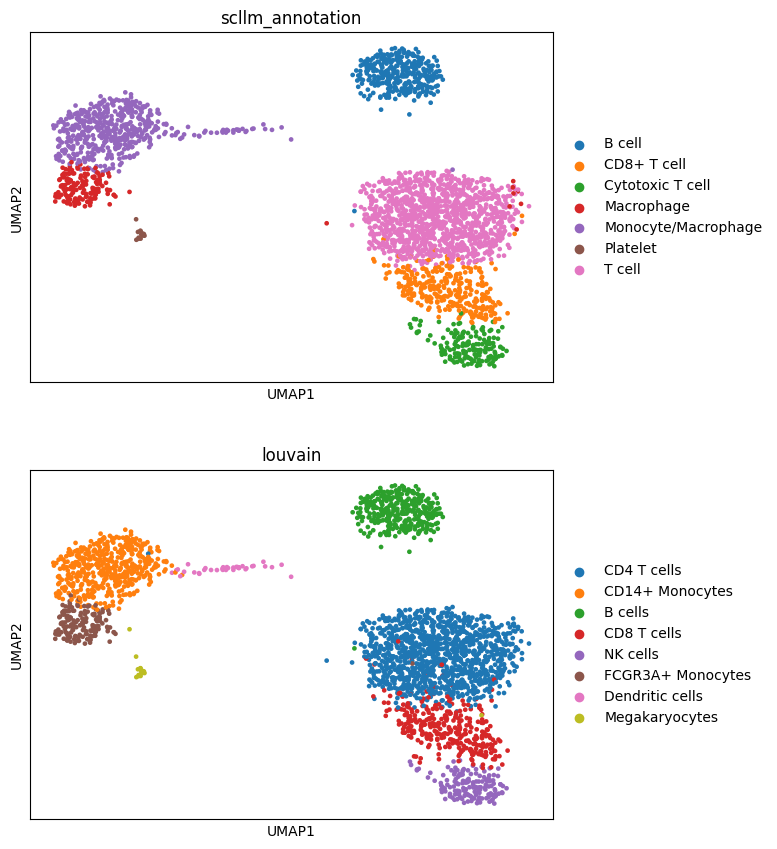 scllm_annotation
UMAP2
UMAP1
B cell
CD8+ T cell
Cytotoxic T cell
Macrophage
Monocyte/Macrophage
Platelet
T cell
louvain
UMAP2
UMAP1
CD4 T cells
CD14+ Monocytes
B cells
CD8 T cells
NK cells
FCGR3A+ Monocytes
Dendritic cells
Megakaryocytes